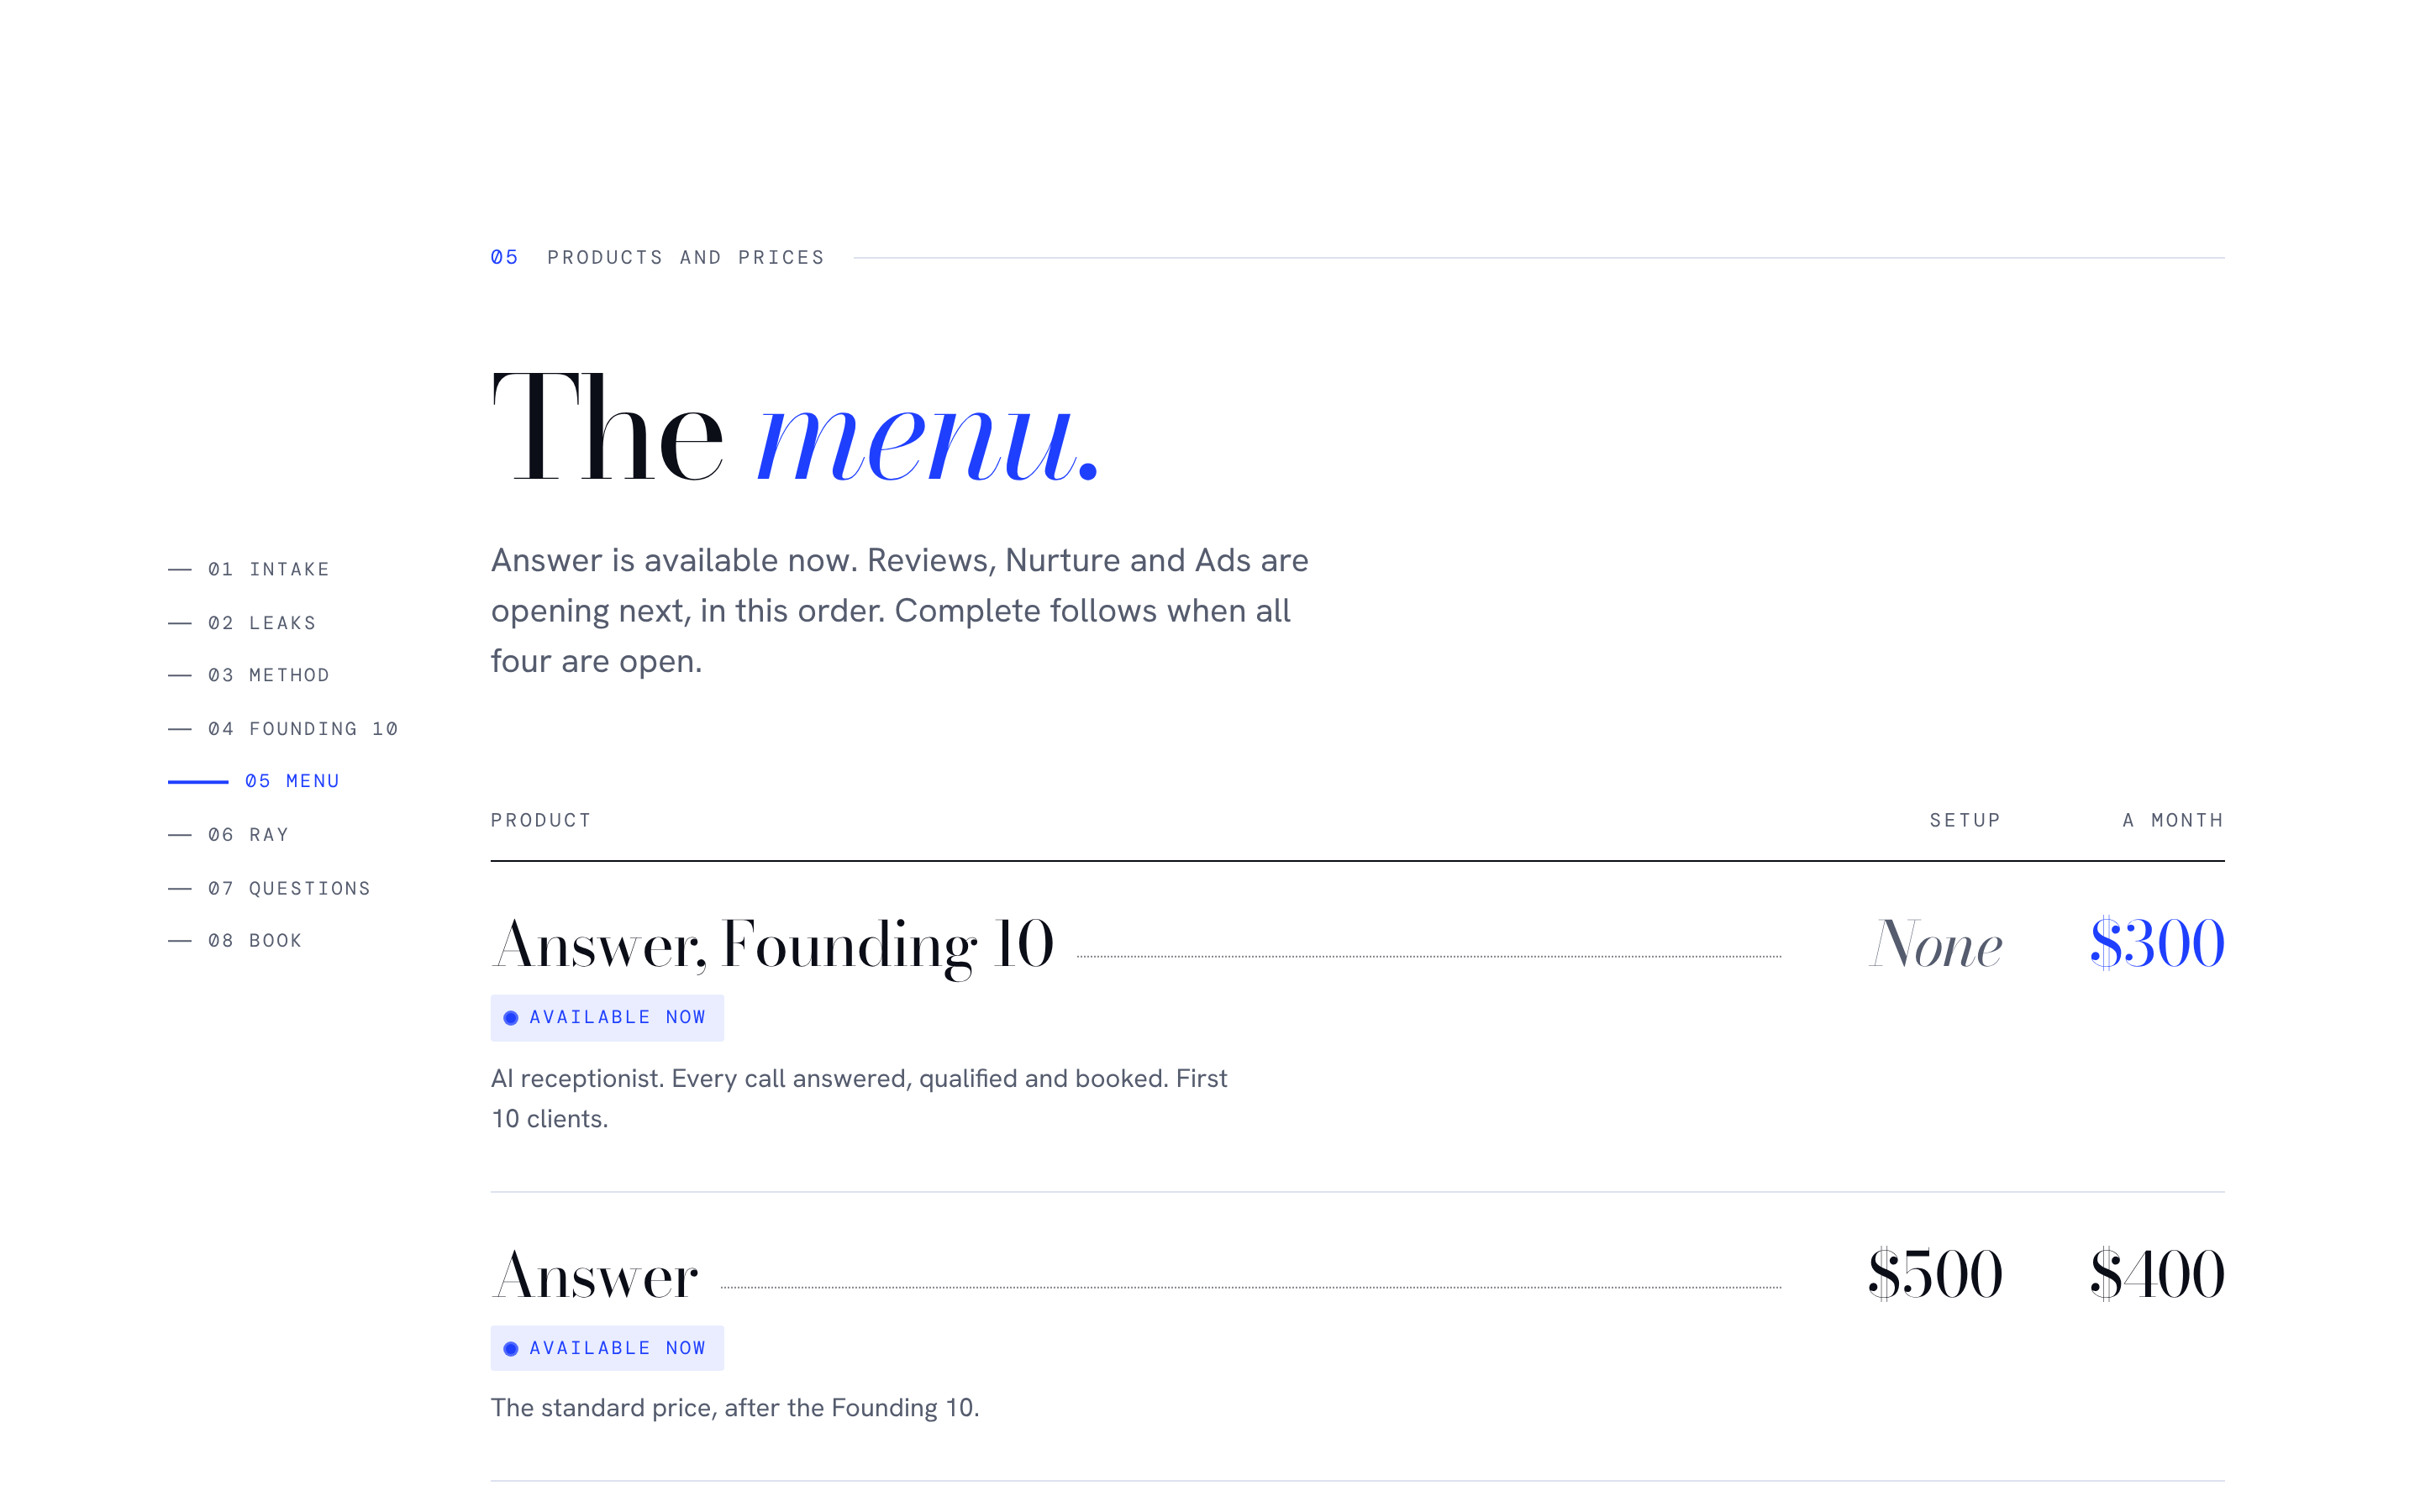 05 PRODUCTS AND PRICES
The menu.
Answer is available now. Reviews, Nurture and Ads are
opening next, in this order. Complete follows when all
four are open.
01 INTAKE
02 LEAKS
03 METHOD
04 FOUNDING 10
05 MENU
06 RAY
07 QUESTIONS
08 BOOK
PRODUCT SETUP A MONTH
Answer, Founding 10 None $300
AVAILABLE NOW
AI receptionist. Every call answered, qualified and booked. First
10 clients.
Answer $500 $400
AVAILABLE NOW
The standard price, after the Founding 10.